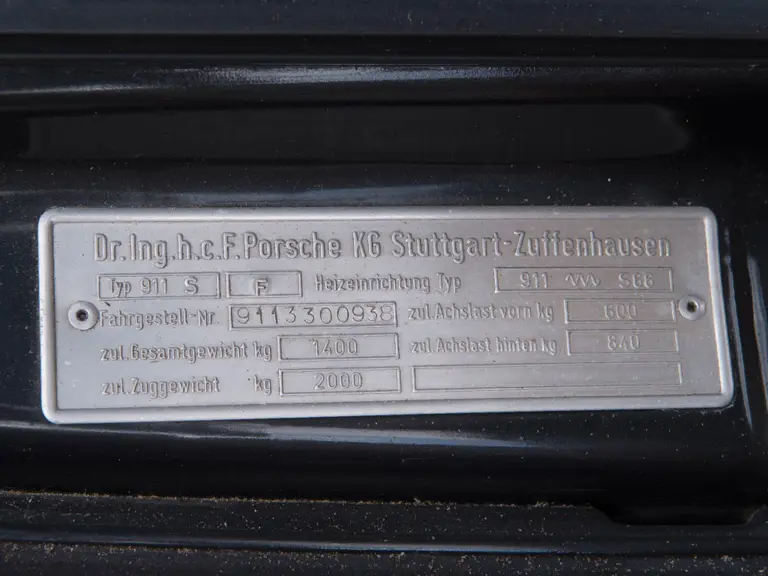 Dr.Ing.h.c.F.Porsche KG Stuttgart-Zuffenhausen
Typ 911 S F Heizeinrichtung Typ 911 S66
Fahrgestell-Nr. 9113300938 zul.Achslast vorn kg 600
zul.Gesamtgewicht kg 1400 zul.Achslast hinten kg 840
zul.Zuggewicht kg 2000